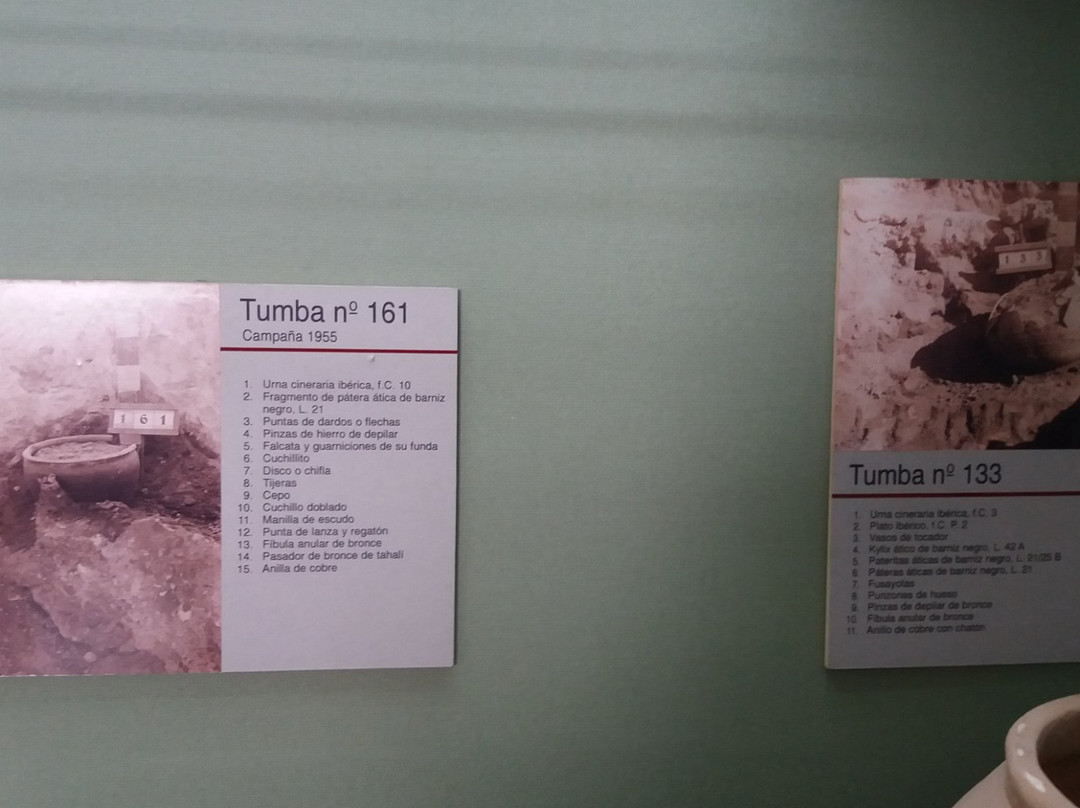 Tumba nº 161
Campaña 1955
1. Urna cineraria ibérica, f.C. 10
2. Fragmento de pátera ática de barniz
negro, L. 21
3. Puntas de dardos o flechas
4. Pinzas de hierro de depilar
5. Falcata y guarniciones de su funda
6. Cuchillito
7. Disco o chifla
8. Tijeras
9. Cepo
10. Cuchillo doblado
11. Manilla de escudo
12. Punta de lanza y regatón
13. Fíbula anular de bronce
14. Pasador de bronce de tahalí
15. Anilla de cobre
161
133
Tumba nº 133
1. Urna cineraria ibérica, f.C. 3
2. Plato ibérico, f.C. P. 2
3. Vasos de tocador
4. Kylix ático de barniz negro, L. 42 A
5. Pateritas áticas de barniz negro, L. 21/25 B
6. Páteras áticas de barniz negro, L. 21
7. Fusayolas
8. Punzones de hueso
9. Pinzas de depilar de bronce
10. Fíbula anular de bronce
11. Anillo de cobre con chatón